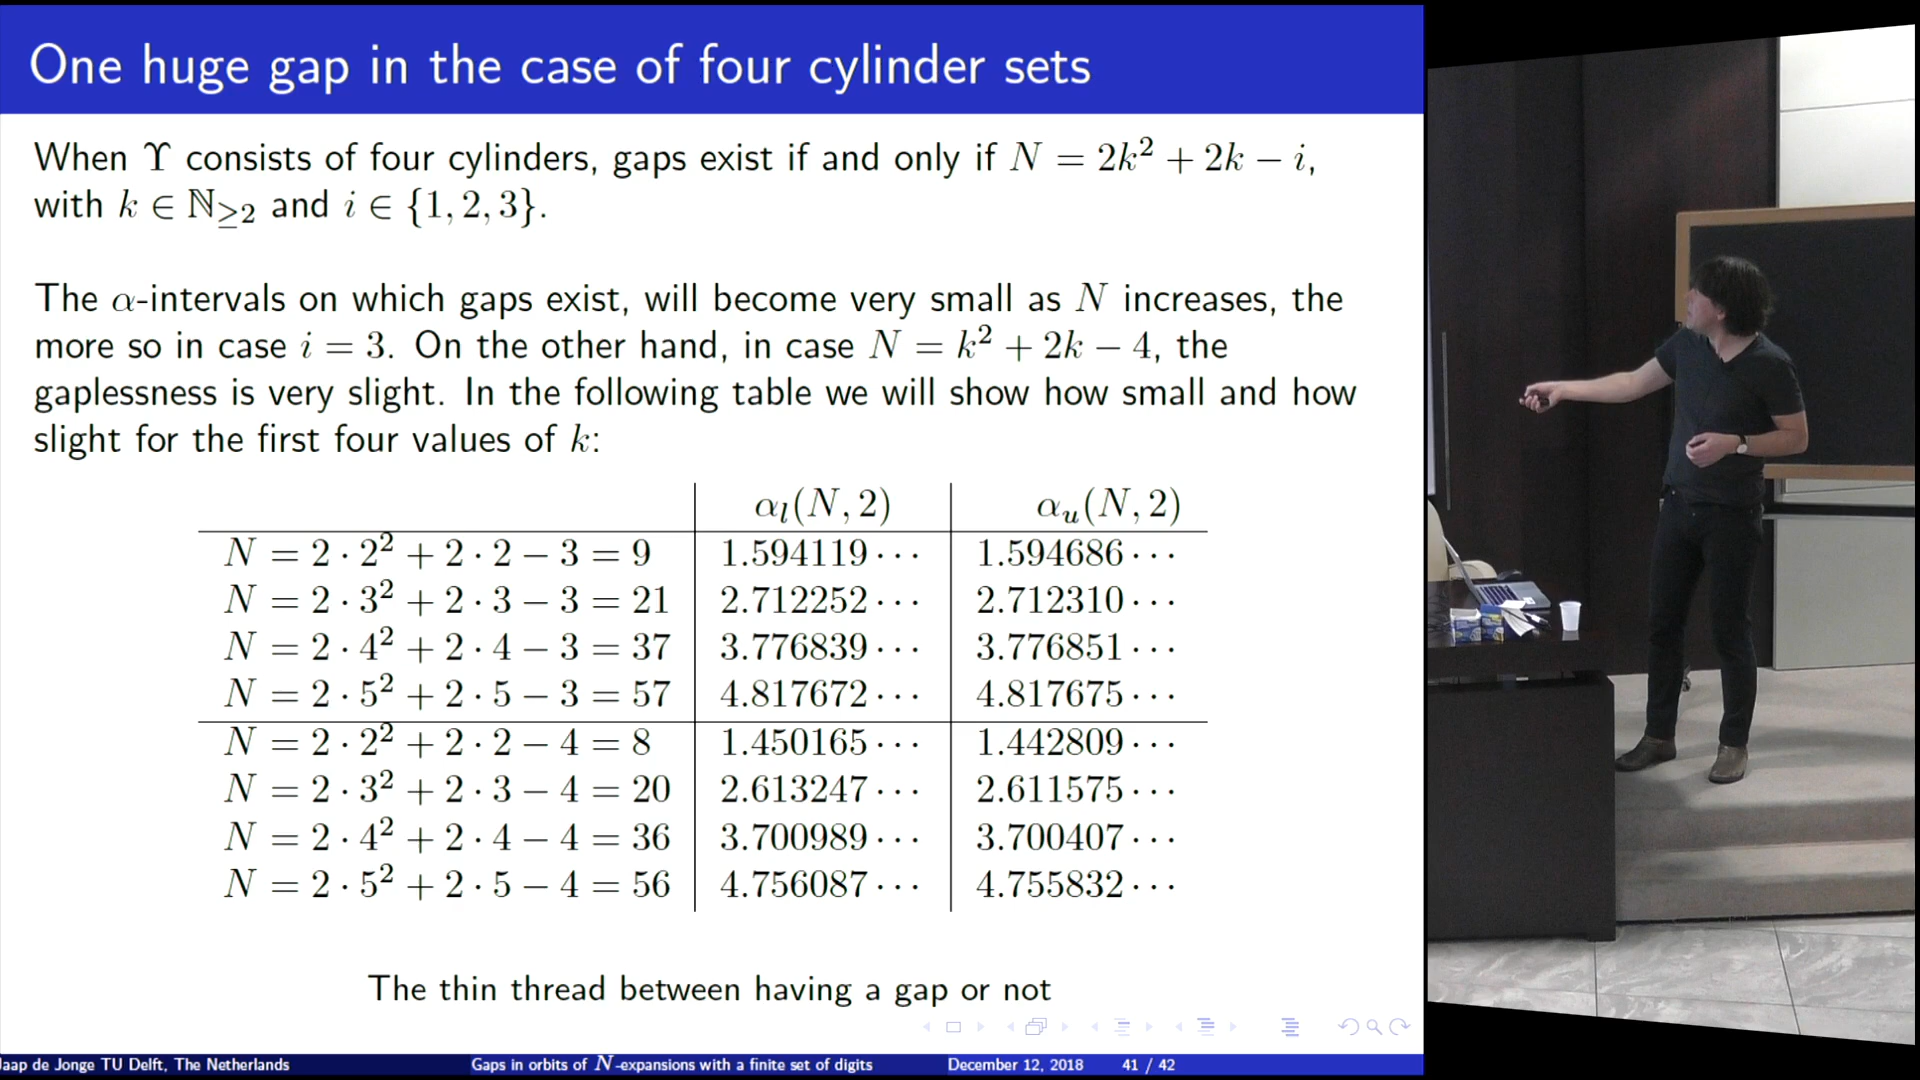 One huge gap in the case of four cylinder sets
When ϒ consists of four cylinders, gaps exist if and only if N = 2k² + 2k − i,
with k ∈ ℕ≥2 and i ∈ {1, 2, 3}.
The α-intervals on which gaps exist, will become very small as N increases, the
more so in case i = 3. On the other hand, in case N = k² + 2k − 4, the
gaplessness is very slight. In the following table we will show how small and how
slight for the first four values of k:
αl(N, 2) αu(N, 2)
N = 2 · 2² + 2 · 2 − 3 = 9 1.594119 ··· 1.594686 ···
N = 2 · 3² + 2 · 3 − 3 = 21 2.712252 ··· 2.712310 ···
N = 2 · 4² + 2 · 4 − 3 = 37 3.776839 ··· 3.776851 ···
N = 2 · 5² + 2 · 5 − 3 = 57 4.817672 ··· 4.817675 ···
N = 2 · 2² + 2 · 2 − 4 = 8 1.450165 ··· 1.442809 ···
N = 2 · 3² + 2 · 3 − 4 = 20 2.613247 ··· 2.611575 ···
N = 2 · 4² + 2 · 4 − 4 = 36 3.700989 ··· 3.700407 ···
N = 2 · 5² + 2 · 5 − 4 = 56 4.756087 ··· 4.755832 ···
The thin thread between having a gap or not
Jaap de Jonge TU Delft, The Netherlands Gaps in orbits of N-expansions with a finite set of digits December 12, 2018 41 / 42